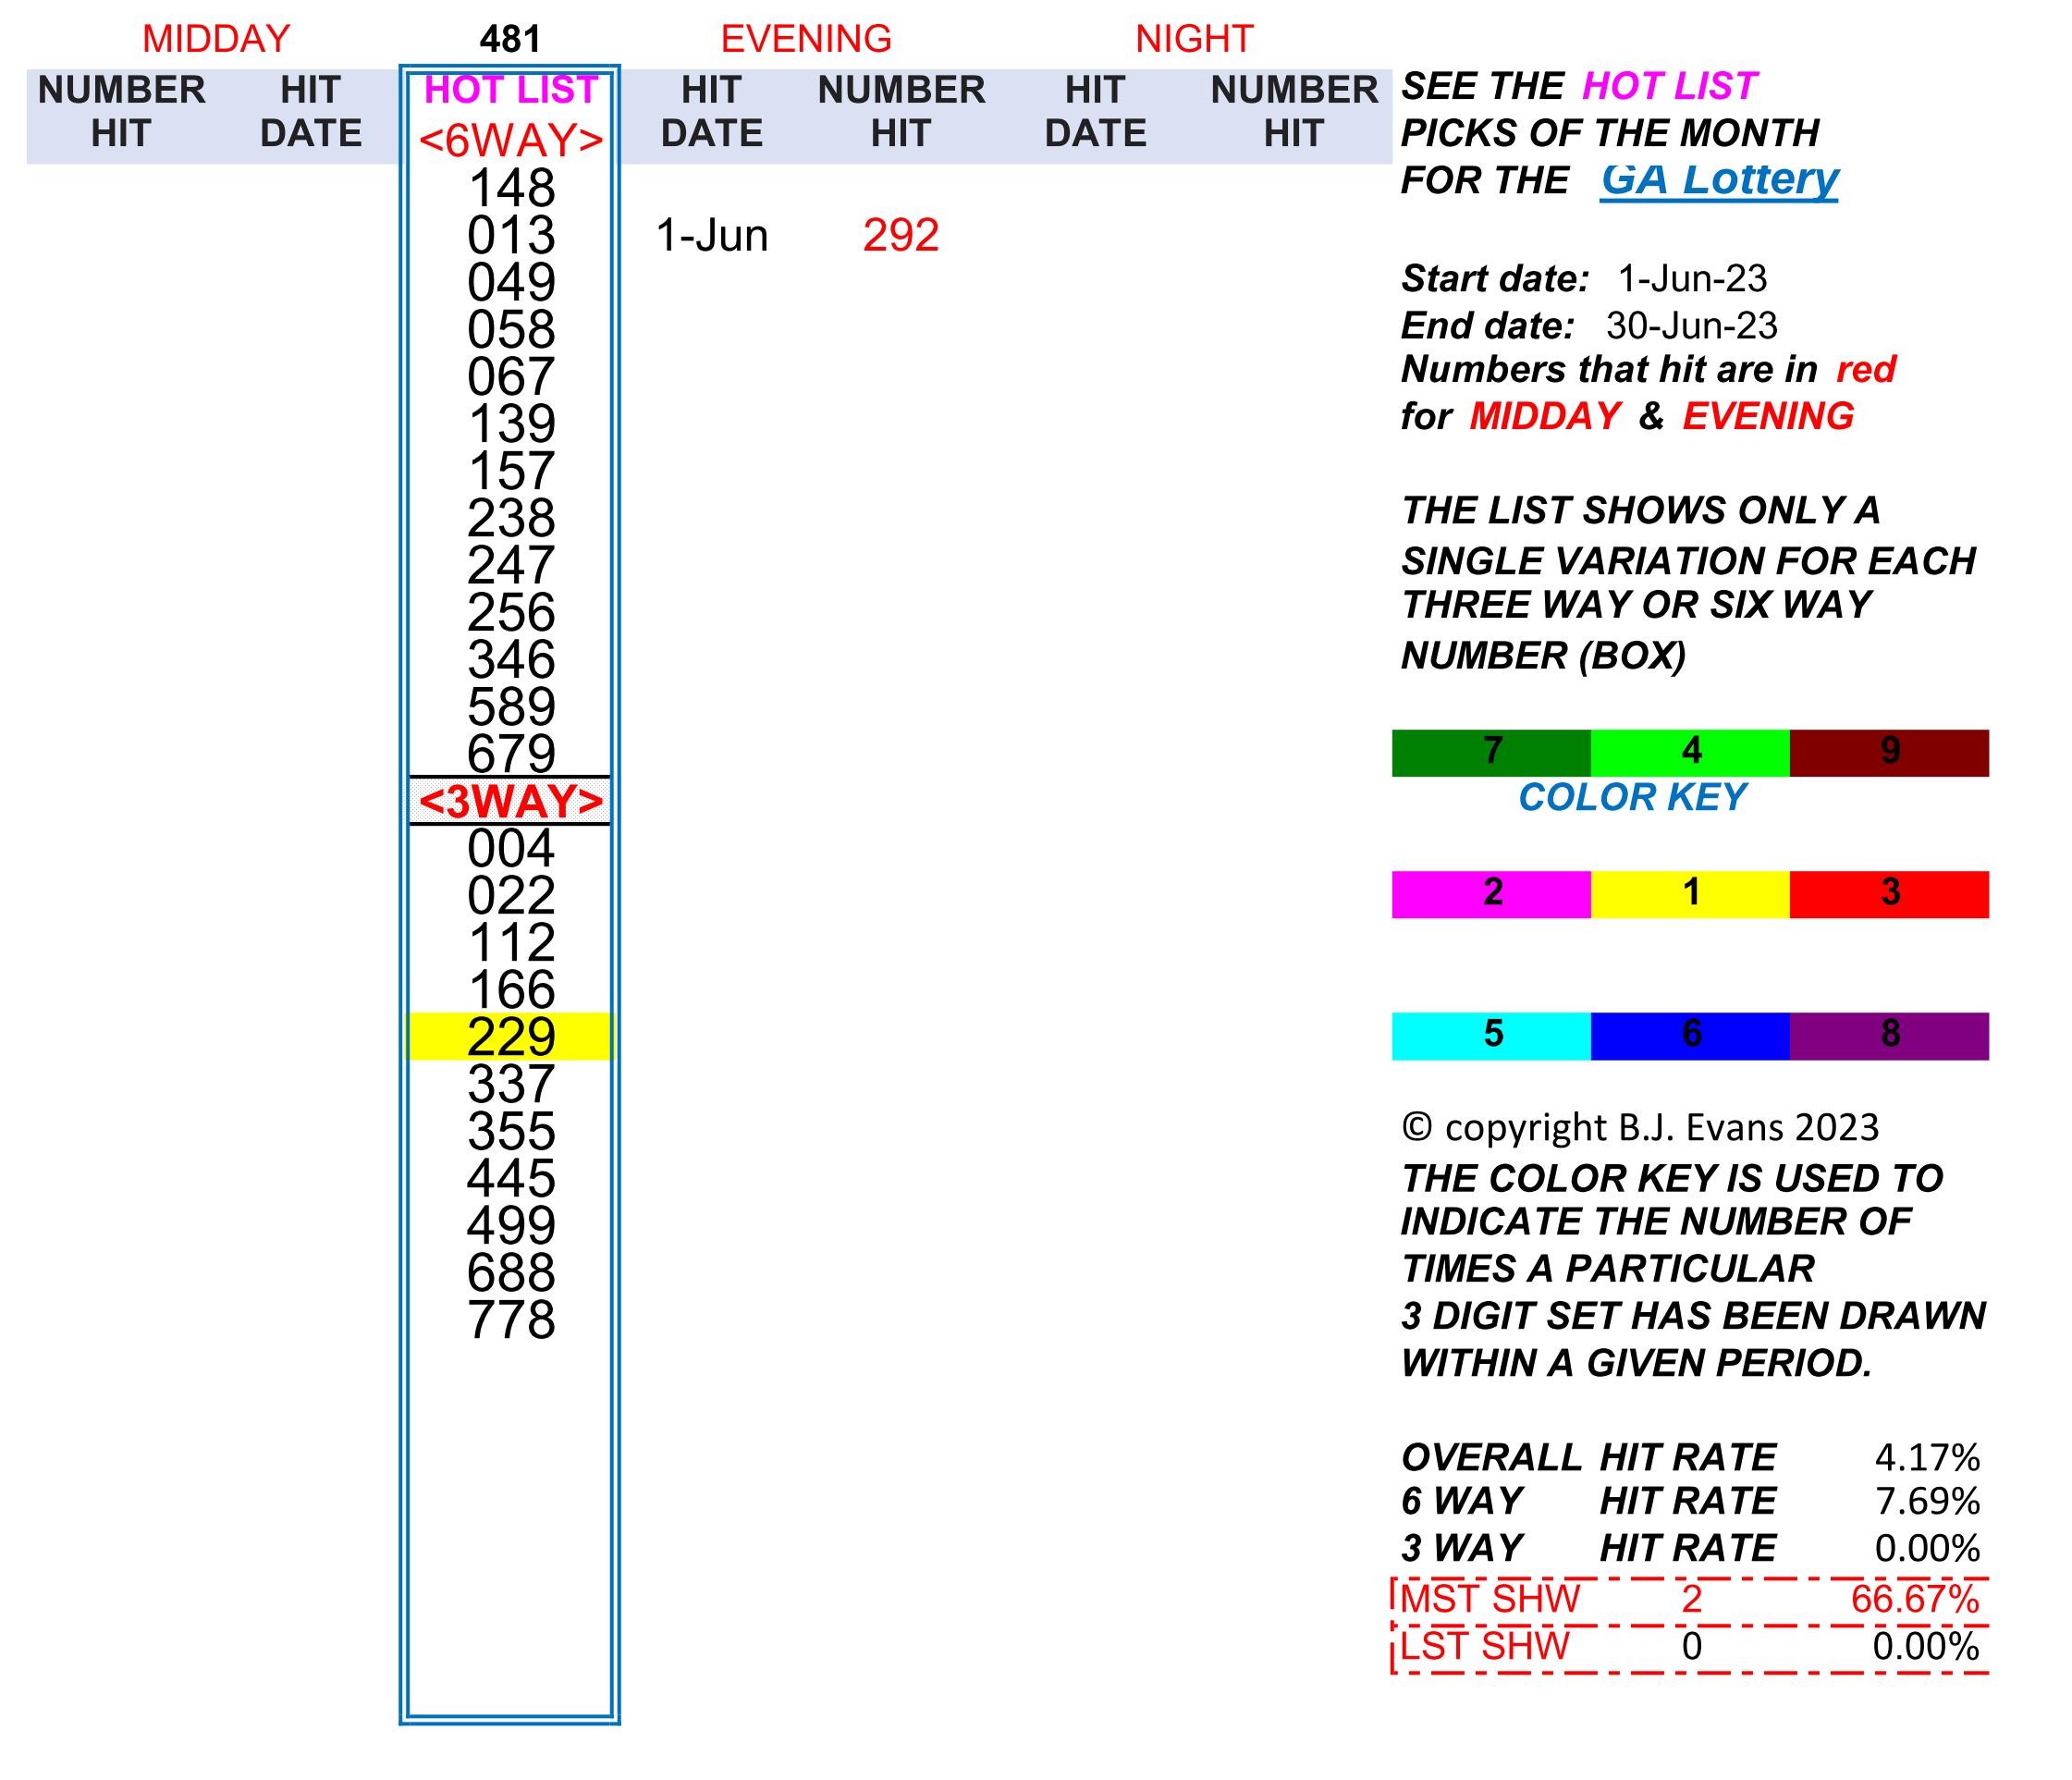 MIDDAY 481 EVENING NIGHT
NUMBER HIT HOT LIST HIT NUMBER HIT NUMBER
HIT DATE <6WAY> DATE HIT DATE HIT
148
013 1-Jun 292
049
058
067
139
157
238
247
256
346
589
679
<3WAY>
004
022
112
166
229
337
355
445
499
688
778
SEE THE HOT LIST
PICKS OF THE MONTH
FOR THE GA Lottery
Start date: 1-Jun-23
End date: 30-Jun-23
Numbers that hit are in red
for MIDDAY & EVENING
THE LIST SHOWS ONLY A
SINGLE VARIATION FOR EACH
THREE WAY OR SIX WAY
NUMBER (BOX)
7 4 9
COLOR KEY
2 1 3
5 6 8
© copyright B.J. Evans 2023
THE COLOR KEY IS USED TO
INDICATE THE NUMBER OF
TIMES A PARTICULAR
3 DIGIT SET HAS BEEN DRAWN
WITHIN A GIVEN PERIOD.
OVERALL HIT RATE 4.17%
6 WAY HIT RATE 7.69%
3 WAY HIT RATE 0.00%
MST SHW 2 66.67%
LST SHW 0 0.00%